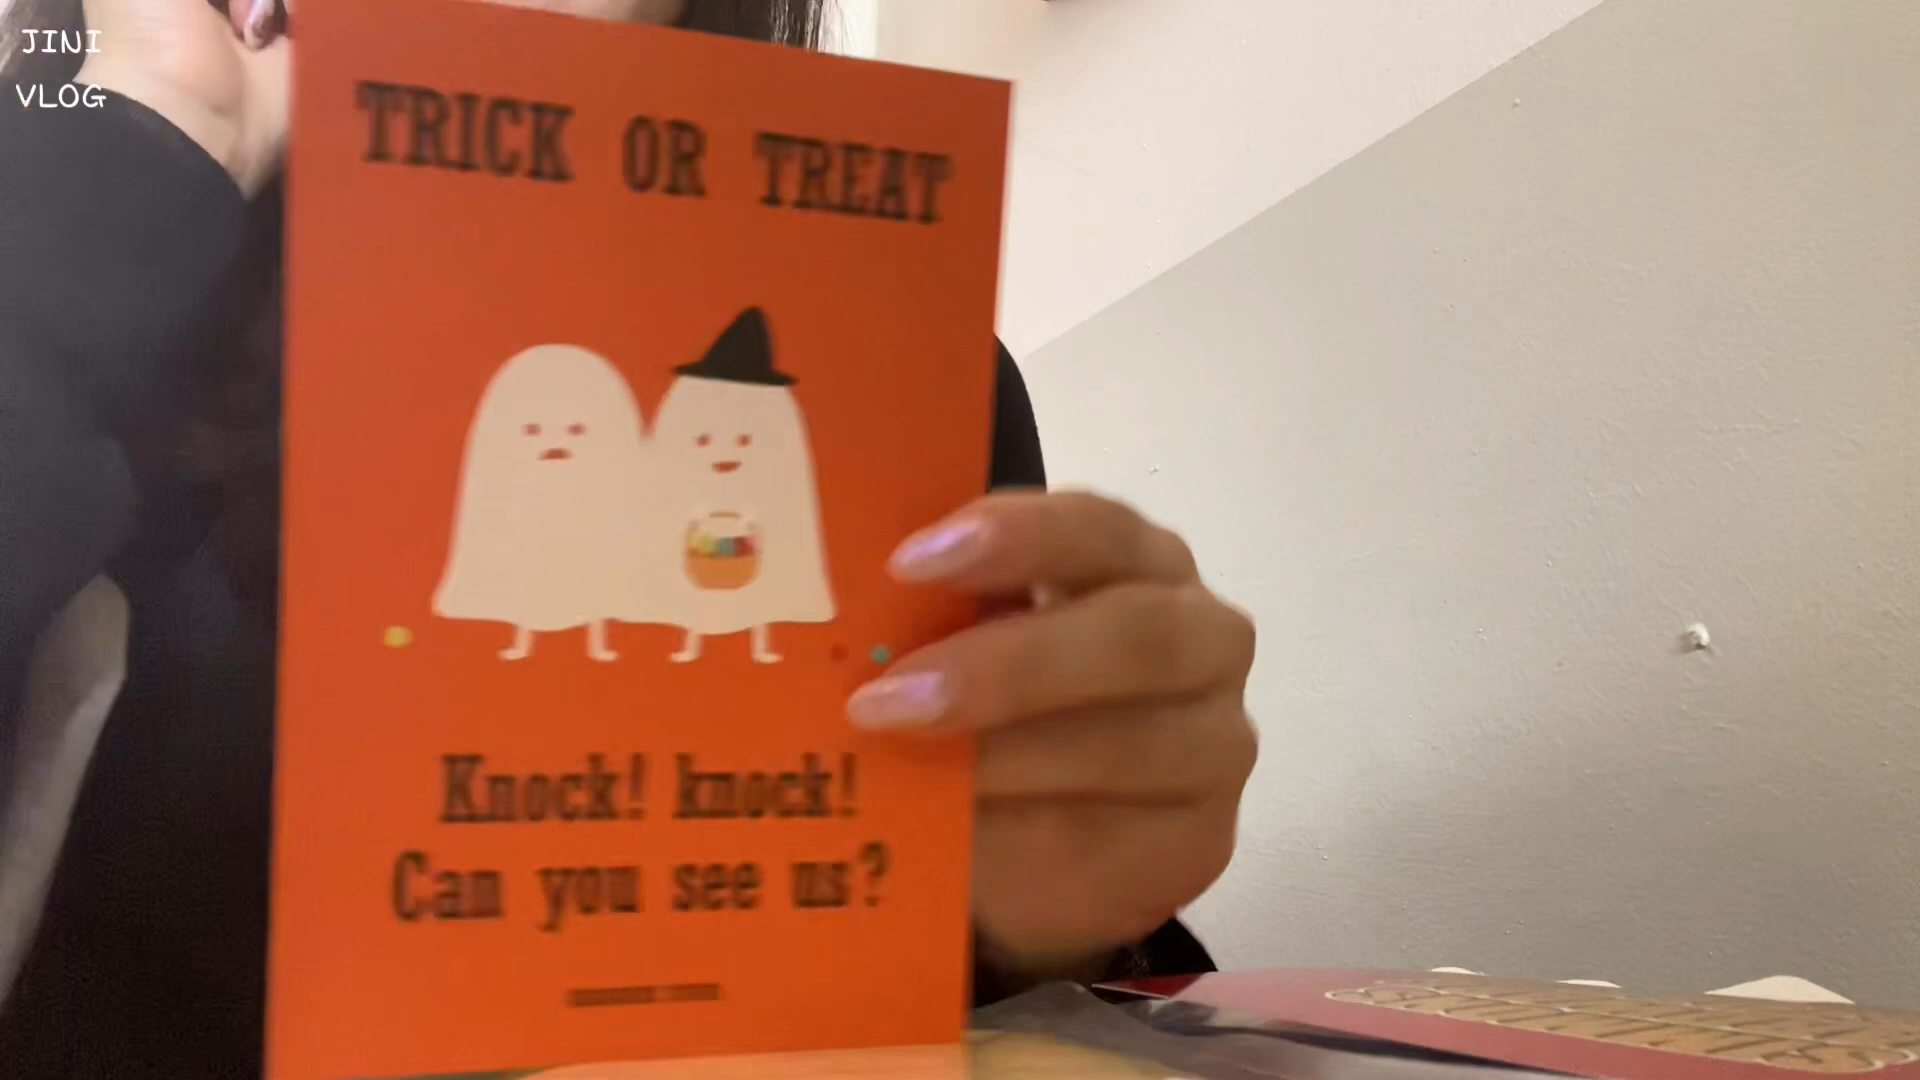 JINI
VLOG
TRICK OR TREAT
Knock! knock!
Can you see us?